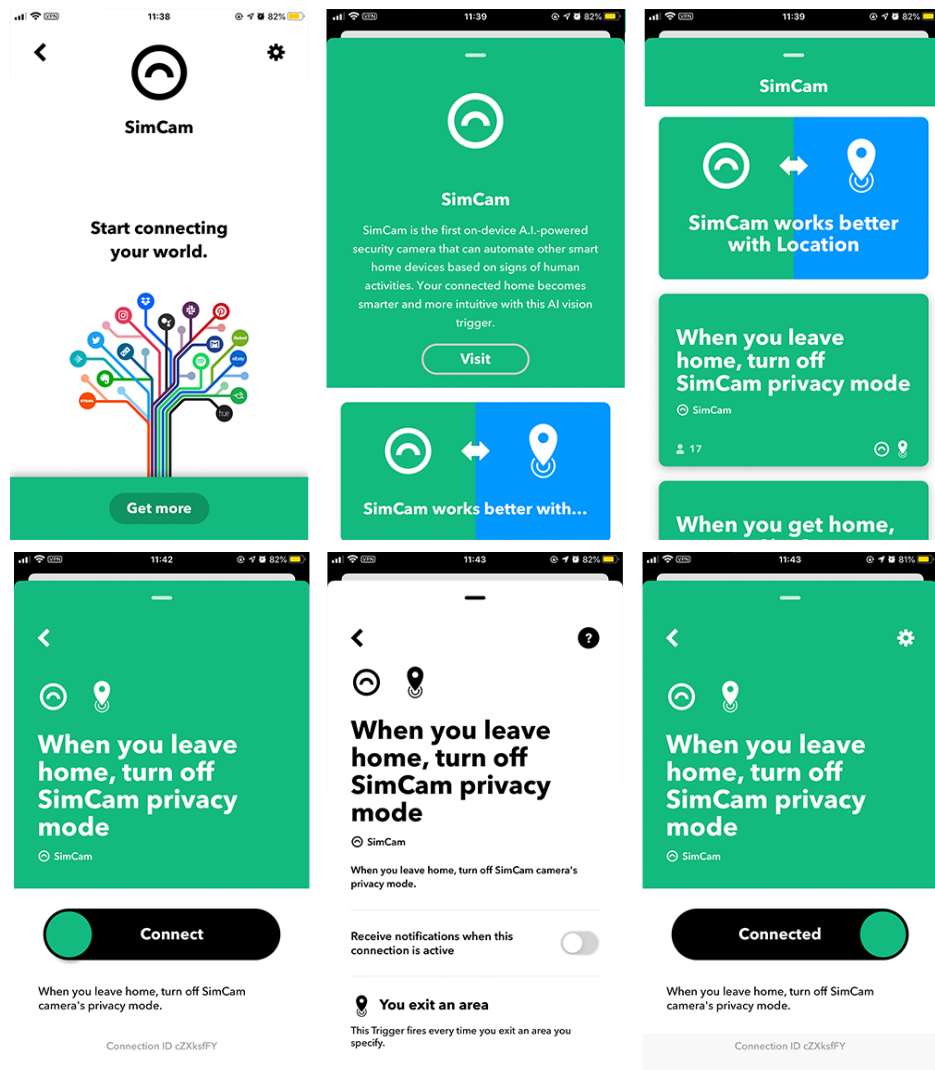 VPN
11:38
82%
SimCam
Start connecting
your world.
Get more
VPN
11:39
82%
SimCam
SimCam is the first on-device A.I.-powered
security camera that can automate other smart
home devices based on signs of human
activities. Your connected home becomes
smarter and more intuitive with this AI vision
trigger.
Visit
SimCam works better with...
VPN
11:39
82%
SimCam
SimCam works better
with Location
When you leave
home, turn off
SimCam privacy mode
SimCam
17
When you get home,
VPN
11:42
82%
When you leave
home, turn off
SimCam privacy
mode
SimCam
Connect
When you leave home, turn off SimCam
camera's privacy mode.
Connection ID cZXksfFY
VPN
11:43
82%
?
When you leave
home, turn off
SimCam privacy
mode
SimCam
When you leave home, turn off SimCam camera's
privacy mode.
Receive notifications when this
connection is active
You exit an area
This Trigger fires every time you exit an area you
specify.
VPN
11:43
81%
When you leave
home, turn off
SimCam privacy
mode
SimCam
Connected
When you leave home, turn off SimCam
camera's privacy mode.
Connection ID cZXksfFY